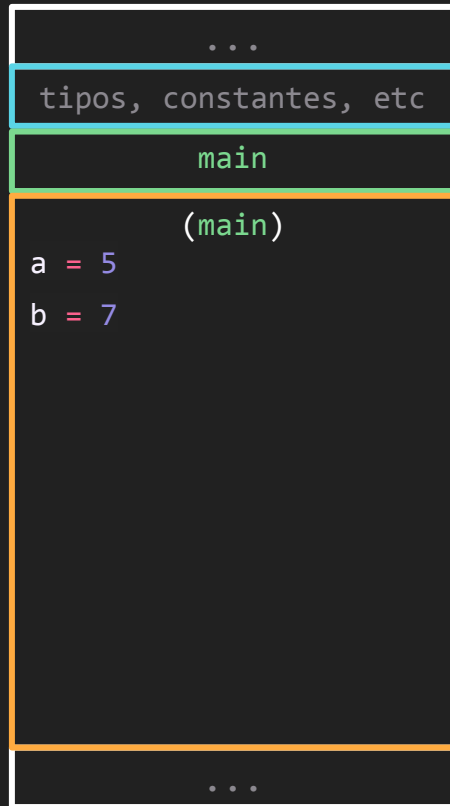 ...
tipos, constantes, etc
main
(main)
a = 5
b = 7
...